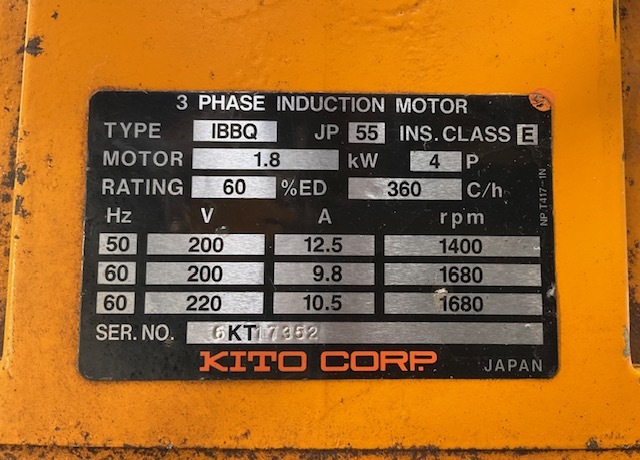 3 PHASE INDUCTION MOTOR
TYPE IBBQ JP 55 INS. CLASS E
MOTOR 1.8 kW 4 P
RATING 60 %ED 360 C/h
Hz V A rpm
50 200 12.5 1400
60 200 9.8 1680
60 220 10.5 1680
SER. NO. 6KT17352
KITO CORP. JAPAN
NP T417-1N